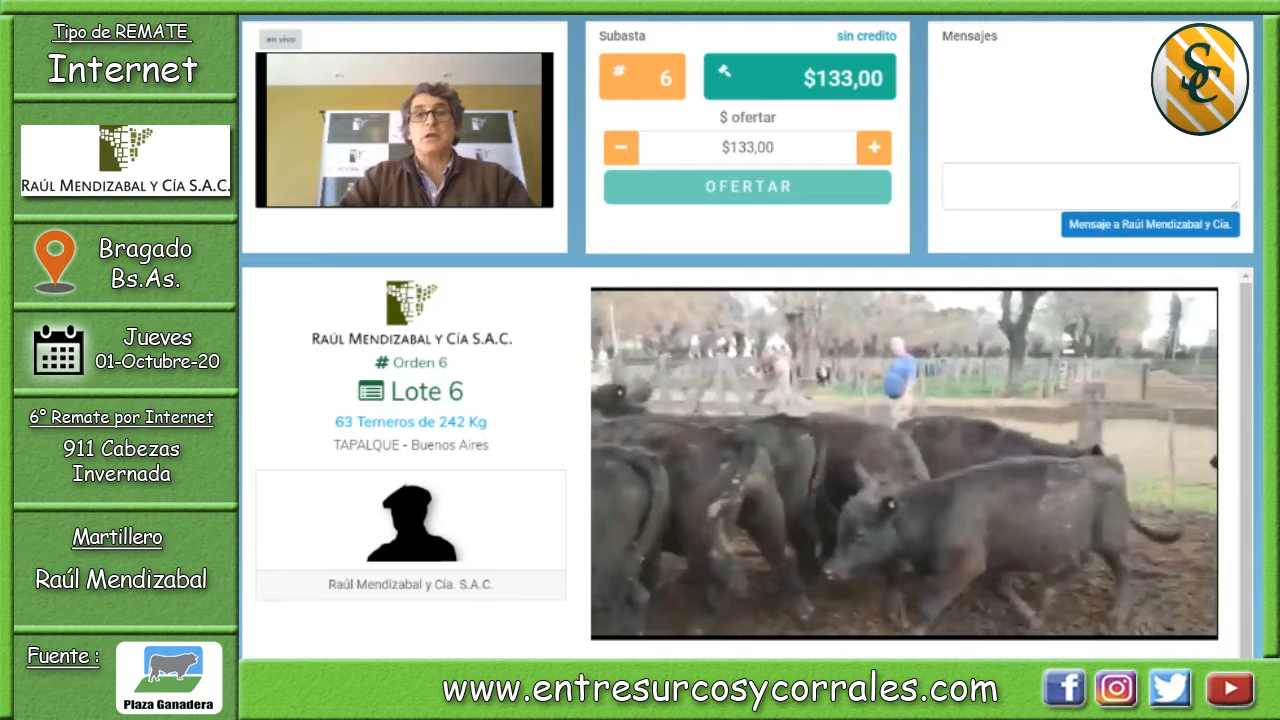 Tipo de REMATE
Internet
RAÚL MENDIZABAL Y CÍA S.A.C.
Bragado
Bs.As.
Jueves
01-Octubre-20
6º Remate por Internet
911 Cabezas
Invernada
Martillero
Raúl Mendizabal
Fuente :
Plaza Ganadera
en vivo
Subasta
sin credito
# 6
$133,00
$ ofertar
− $133,00 +
OFERTAR
Mensajes
SC
Mensaje a Raúl Mendizabal y Cía.
RAÚL MENDIZABAL Y CÍA S.A.C.
# Orden 6
Lote 6
63 Terneros de 242 Kg
TAPALQUE - Buenos Aires
Raúl Mendizabal y Cía. S.A.C.
www.entresurcosycorrales.com